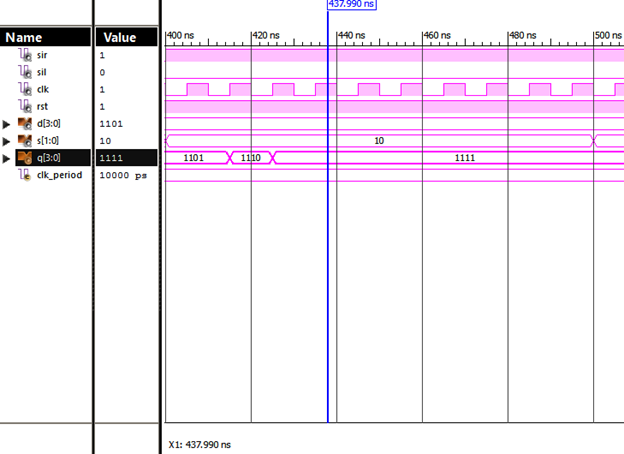 437.990 ns
Name Value 400 ns 420 ns 440 ns 460 ns 480 ns 500 ns
sir 1
sil 0
clk 1
rst 1
d[3:0] 1101
s[1:0] 10 10
q[3:0] 1111 1101 1110 1111
clk_period 10000 ps
X1: 437.990 ns